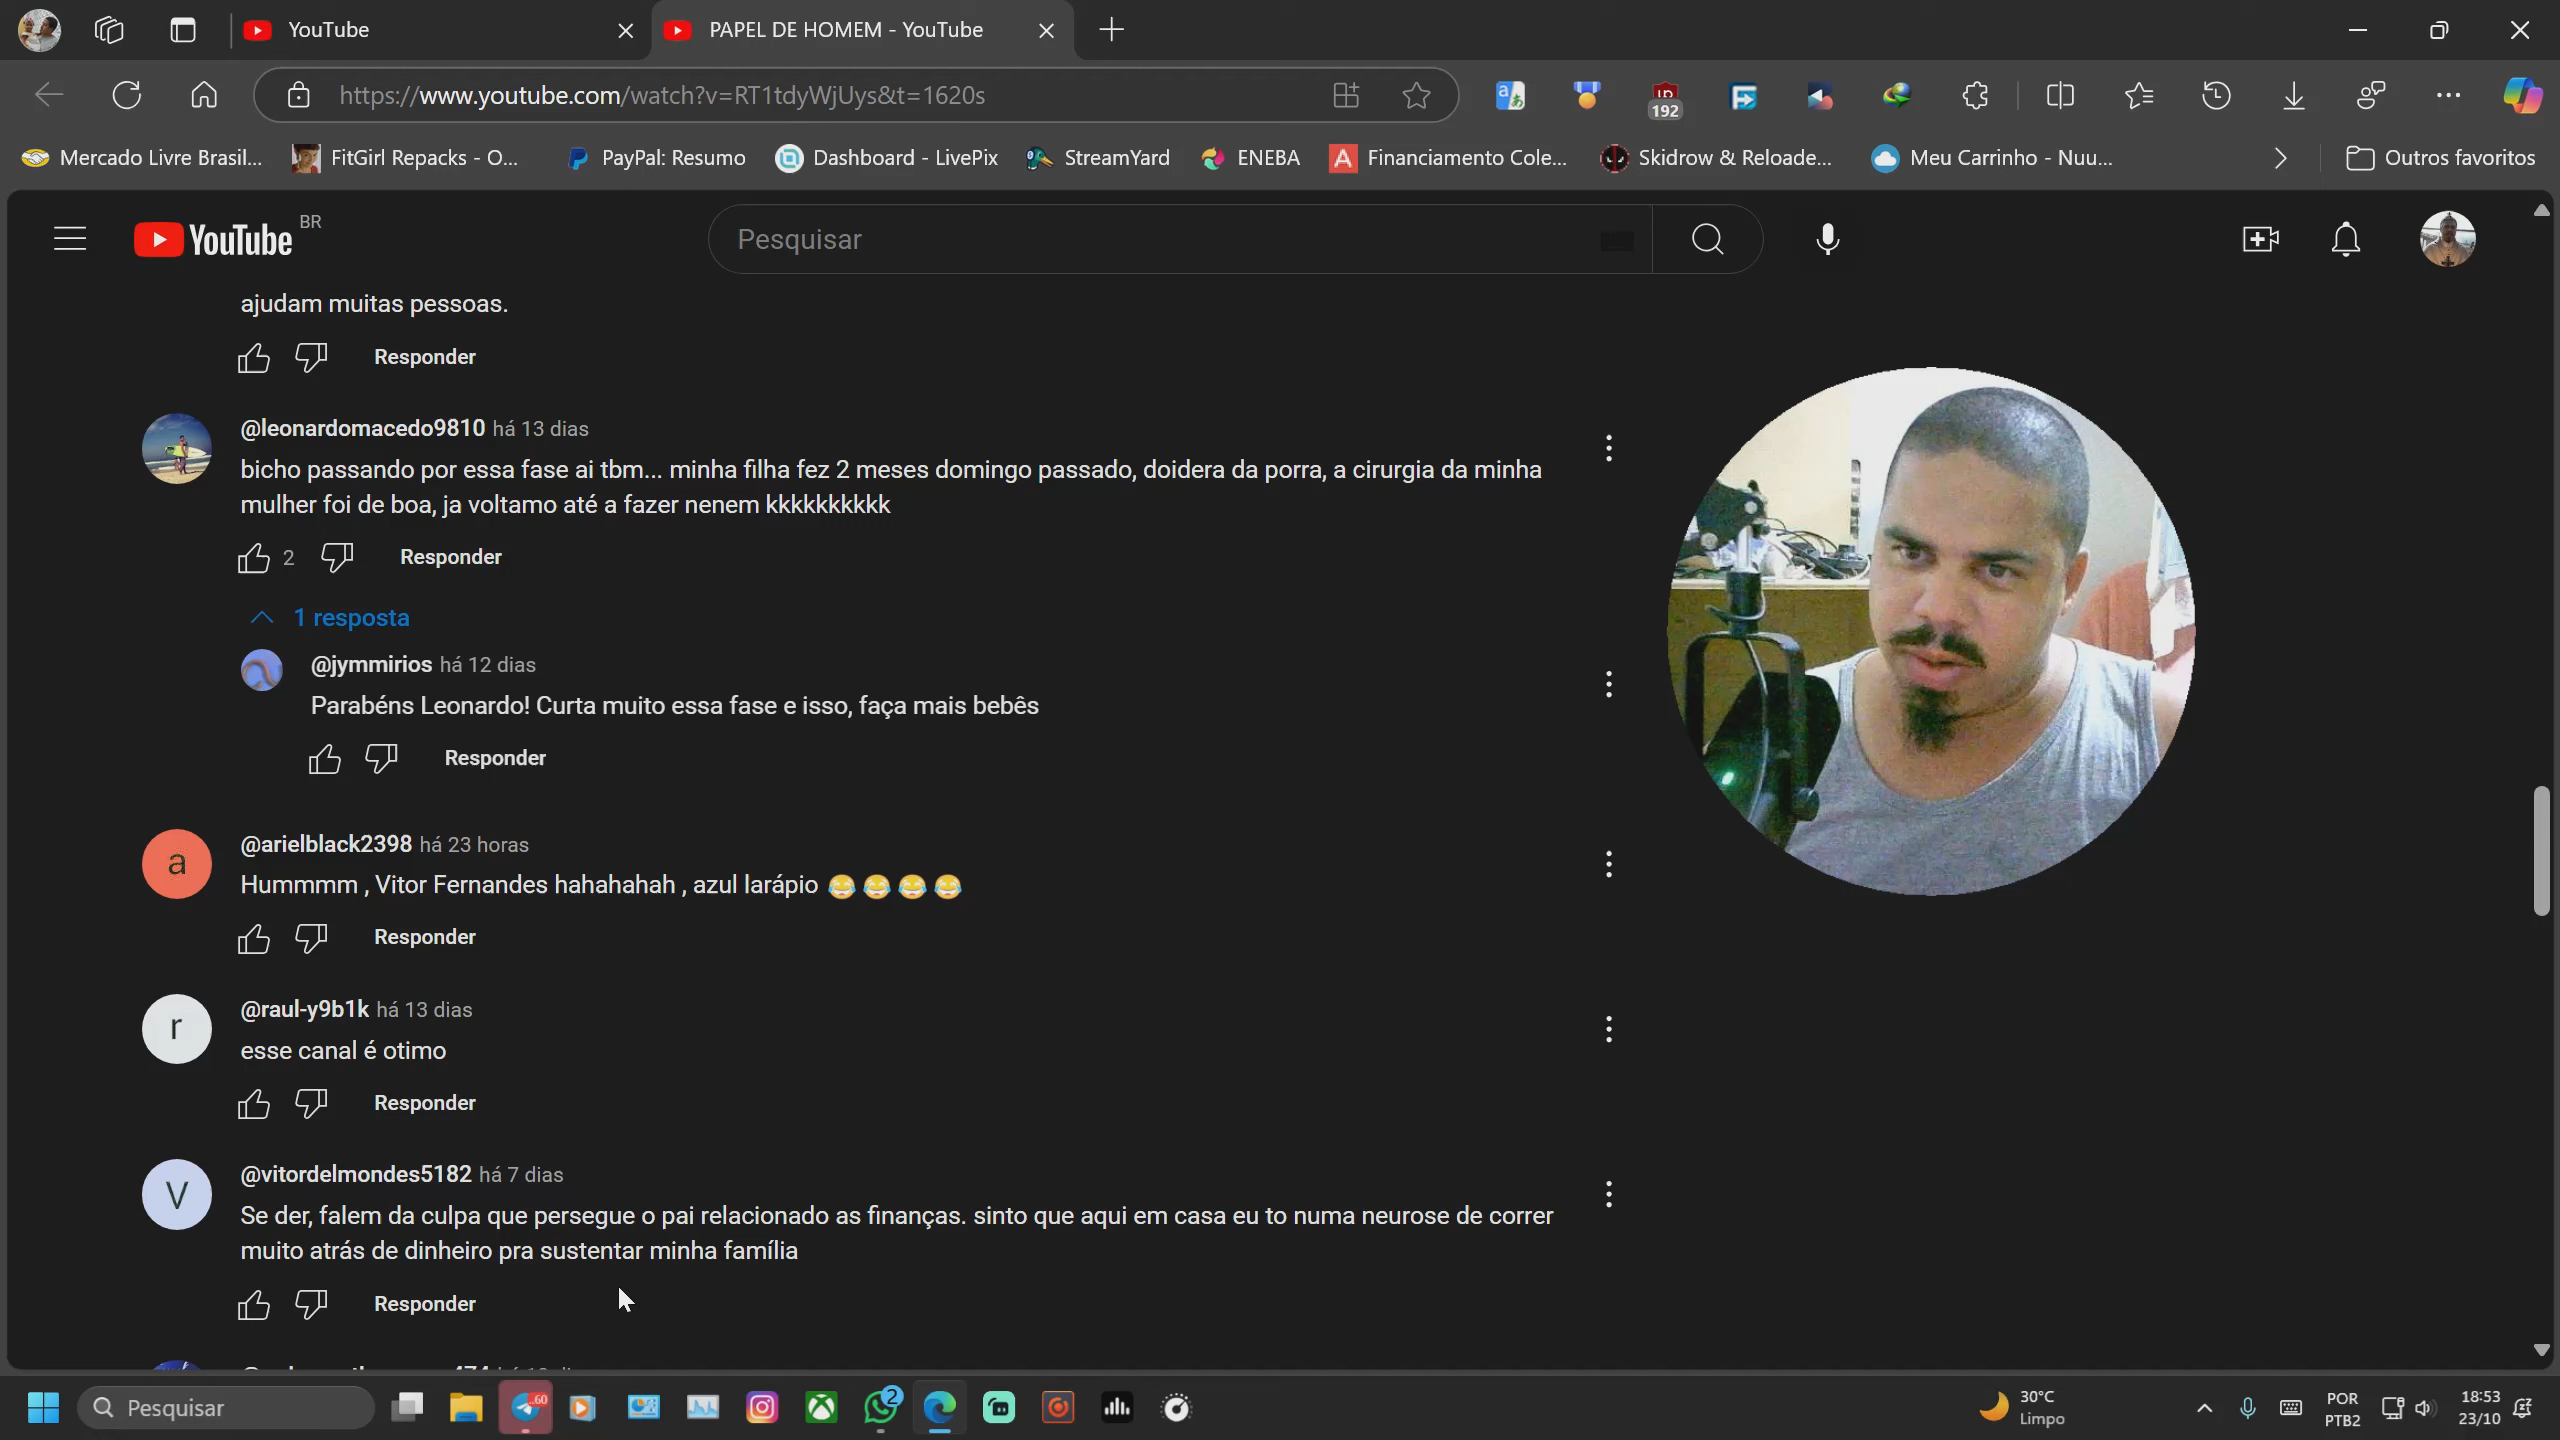 YouTube
PAPEL DE HOMEM - YouTube
https://www.youtube.com/watch?v=RT1tdyWjUys&t=1620s
192
Mercado Livre Brasil...
FitGirl Repacks - O...
PayPal: Resumo
Dashboard - LivePix
StreamYard
ENEBA
Financiamento Cole...
Skidrow & Reloade...
Meu Carrinho - Nuu...
Outros favoritos
YouTube BR
Pesquisar
ajudam muitas pessoas.
Responder
@leonardomacedo9810 há 13 dias
bicho passando por essa fase ai tbm... minha filha fez 2 meses domingo passado, doidera da porra, a cirurgia da minha
mulher foi de boa, ja voltamo até a fazer nenem kkkkkkkkkk
2 Responder
1 resposta
@jymmirios há 12 dias
Parabéns Leonardo! Curta muito essa fase e isso, faça mais bebês
Responder
a
@arielblack2398 há 23 horas
Hummmm , Vitor Fernandes hahahahah , azul larápio 😂😂😂😂
Responder
r
@raul-y9b1k há 13 dias
esse canal é otimo
Responder
V
@vitordelmondes5182 há 7 dias
Se der, falem da culpa que persegue o pai relacionado as finanças. sinto que aqui em casa eu to numa neurose de correr
muito atrás de dinheiro pra sustentar minha família
Responder
Pesquisar
60
2
30°C
Limpo
POR
PTB2
18:53
23/10